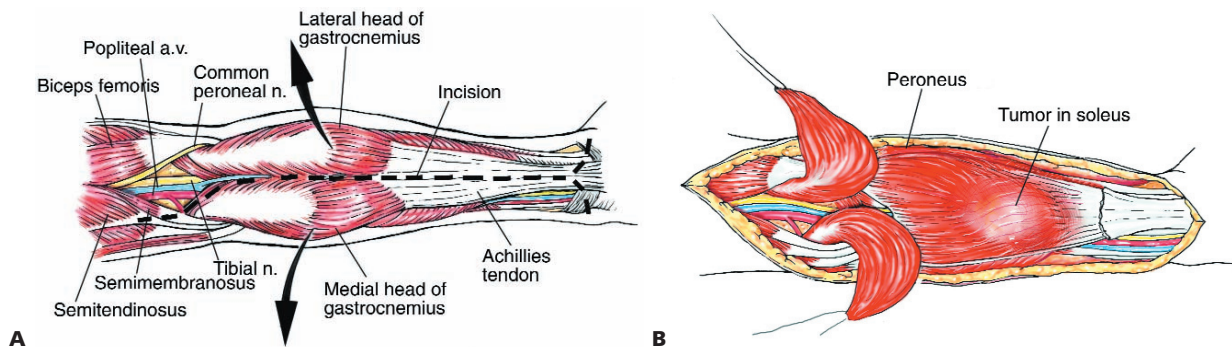 Lateral head of
gastrocnemius
Popliteal a.v.
Biceps femoris
Common
peroneal n.
Incision
Achillies
tendon
Tibial n.
Semimembranosus
Medial head of
gastrocnemius
Semitendinosus
A
Peroneus
Tumor in soleus
B